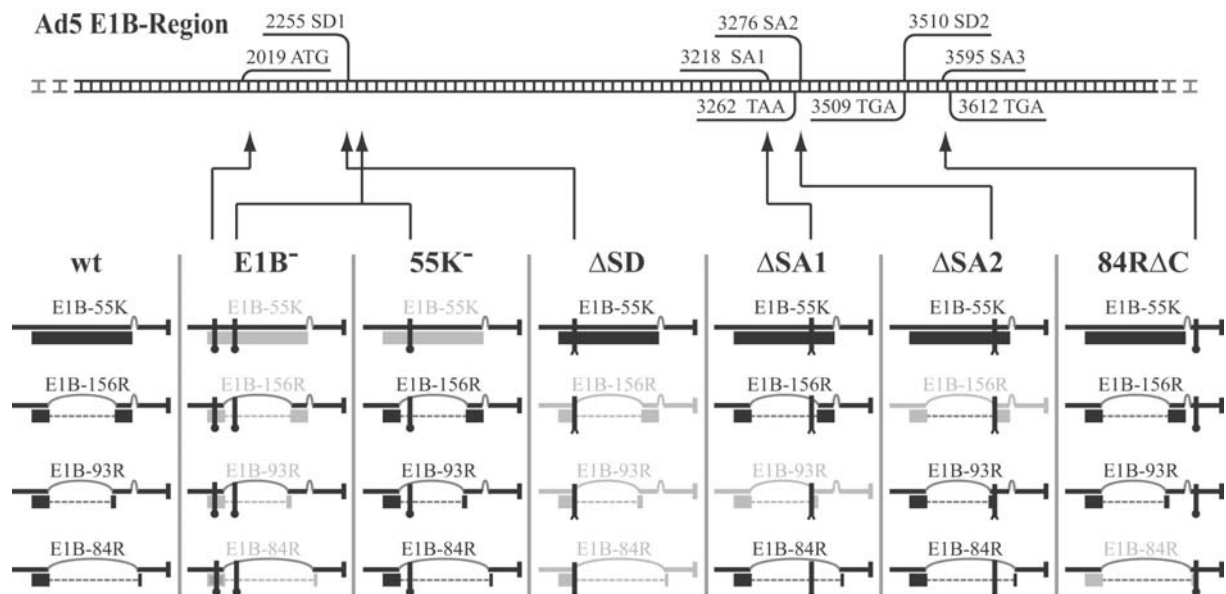 Ad5 E1B-Region
2255 SD1
2019 ATG
3276 SA2
3510 SD2
3218 SA1
3595 SA3
3262 TAA
3509 TGA
3612 TGA
wt
E1B⁻
55K⁻
ΔSD
ΔSA1
ΔSA2
84RΔC
E1B-55K
E1B-55K
E1B-55K
E1B-55K
E1B-55K
E1B-55K
E1B-55K
E1B-156R
E1B-156R
E1B-156R
E1B-156R
E1B-156R
E1B-156R
E1B-156R
E1B-93R
E1B-93R
E1B-93R
E1B-93R
E1B-93R
E1B-93R
E1B-93R
E1B-84R
E1B-84R
E1B-84R
E1B-84R
E1B-84R
E1B-84R
E1B-84R